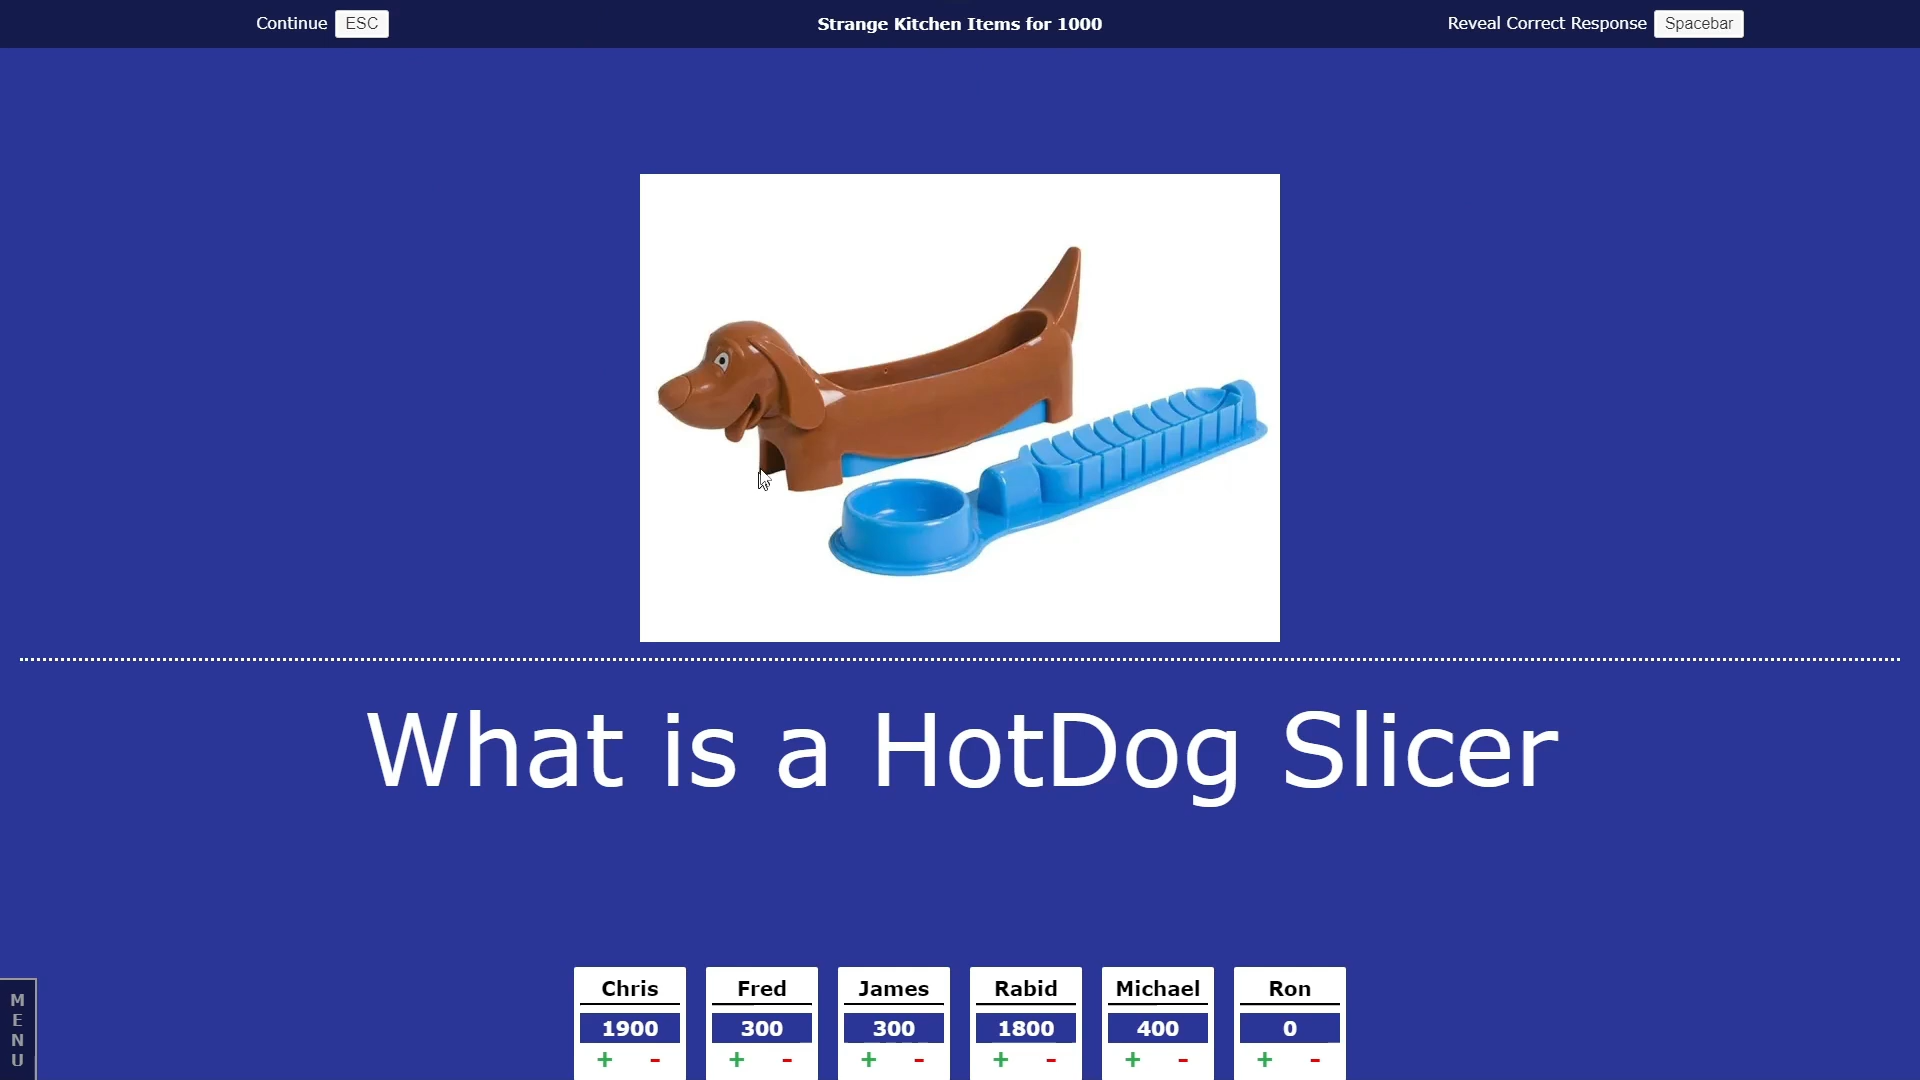 Continue ESC
Strange Kitchen Items for 1000
Reveal Correct Response Spacebar
What is a HotDog Slicer
MENU
Chris Fred James Rabid Michael Ron
1900 300 300 1800 400 0
+ - + - + - + - + - + -